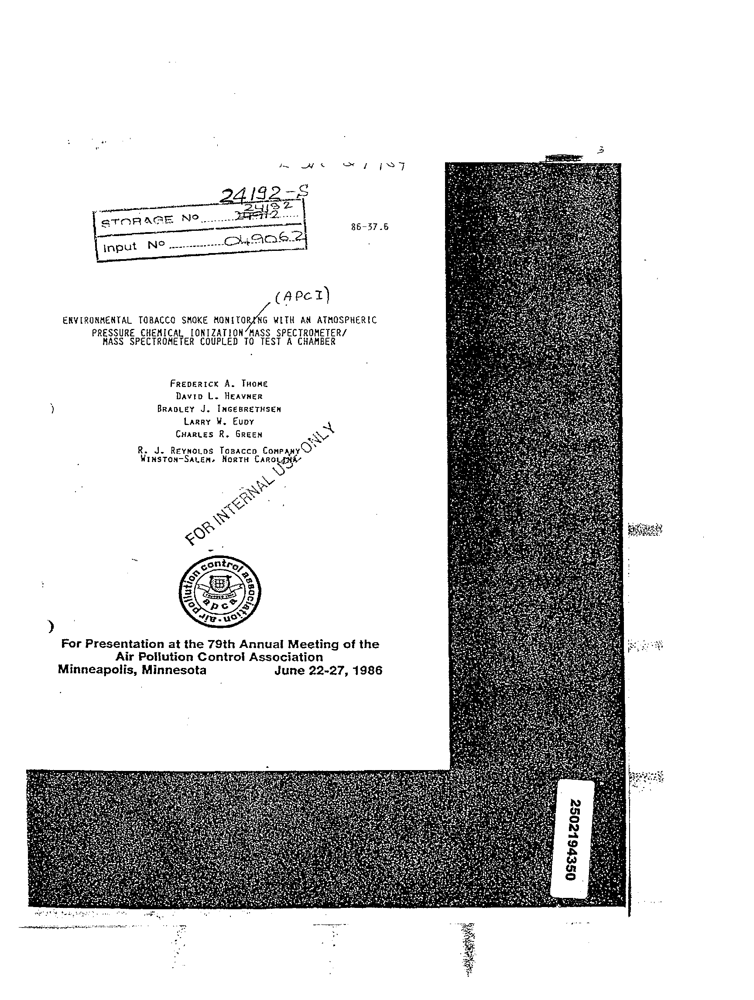 3
24192-S
24192
STORAGE No
Input No 049062
86-37.6
(APCI)
ENVIRONMENTAL TOBACCO SMOKE MONITORING WITH AN ATMOSPHERIC
PRESSURE CHEMICAL IONIZATION MASS SPECTROMETER/
MASS SPECTROMETER COUPLED TO TEST A CHAMBER
FREDERICK A. THOME
DAVID L. HEAVNER
BRADLEY J. INGEBRETHSEN
LARRY W. EUDY
CHARLES R. GREEN
R. J. REYNOLDS TOBACCO COMPANY
WINSTON-SALEM, NORTH CAROLINA
FOR INTERNAL USE ONLY
air pollution control association
apca
For Presentation at the 79th Annual Meeting of the
Air Pollution Control Association
Minneapolis, Minnesota June 22-27, 1986
2502194350